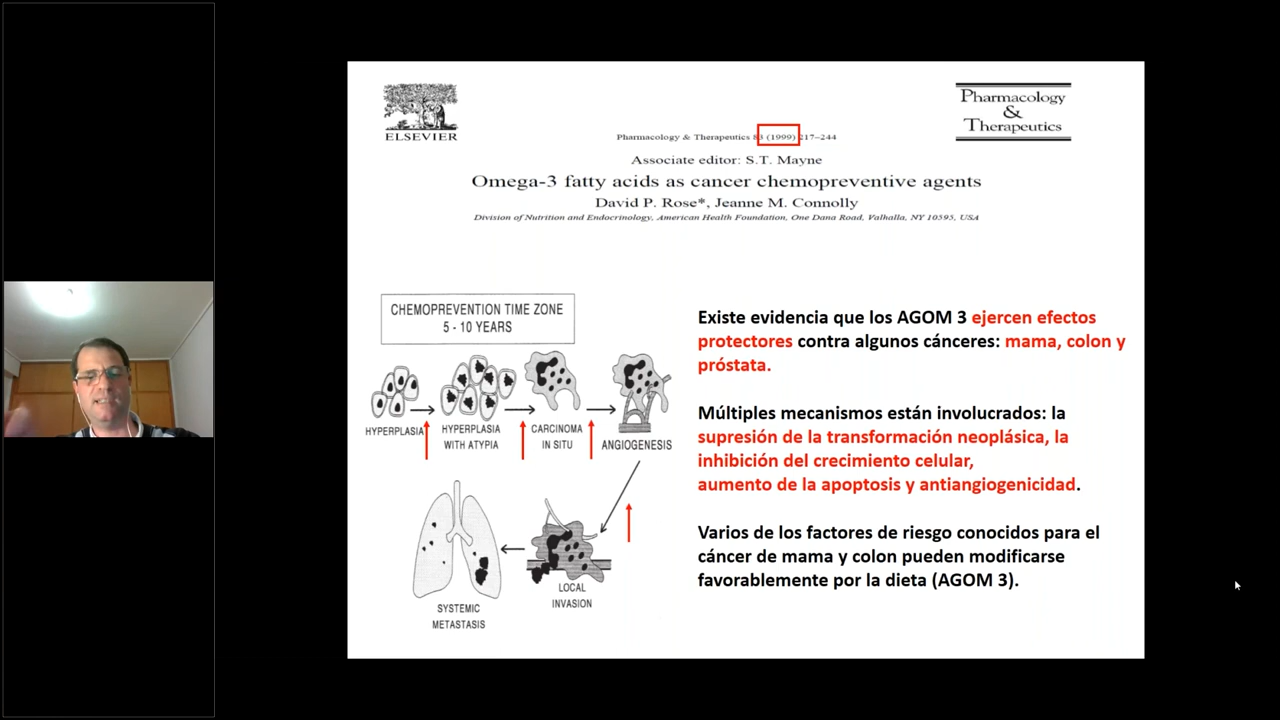 ELSEVIER
Pharmacology
&
Therapeutics
Pharmacology & Therapeutics 83 (1999) 217–244
Associate editor: S.T. Mayne
Omega-3 fatty acids as cancer chemopreventive agents
David P. Rose*, Jeanne M. Connolly
Division of Nutrition and Endocrinology, American Health Foundation, One Dana Road, Valhalla, NY 10595, USA
CHEMOPREVENTION TIME ZONE
5 - 10 YEARS
HYPERPLASIA
HYPERPLASIA
WITH ATYPIA
CARCINOMA
IN SITU
ANGIOGENESIS
LOCAL
INVASION
SYSTEMIC
METASTASIS
Existe evidencia que los AGOM 3 ejercen efectos
protectores contra algunos cánceres: mama, colon y
próstata.
Múltiples mecanismos están involucrados: la
supresión de la transformación neoplásica, la
inhibición del crecimiento celular,
aumento de la apoptosis y antiangiogenicidad.
Varios de los factores de riesgo conocidos para el
cáncer de mama y colon pueden modificarse
favorablemente por la dieta (AGOM 3).